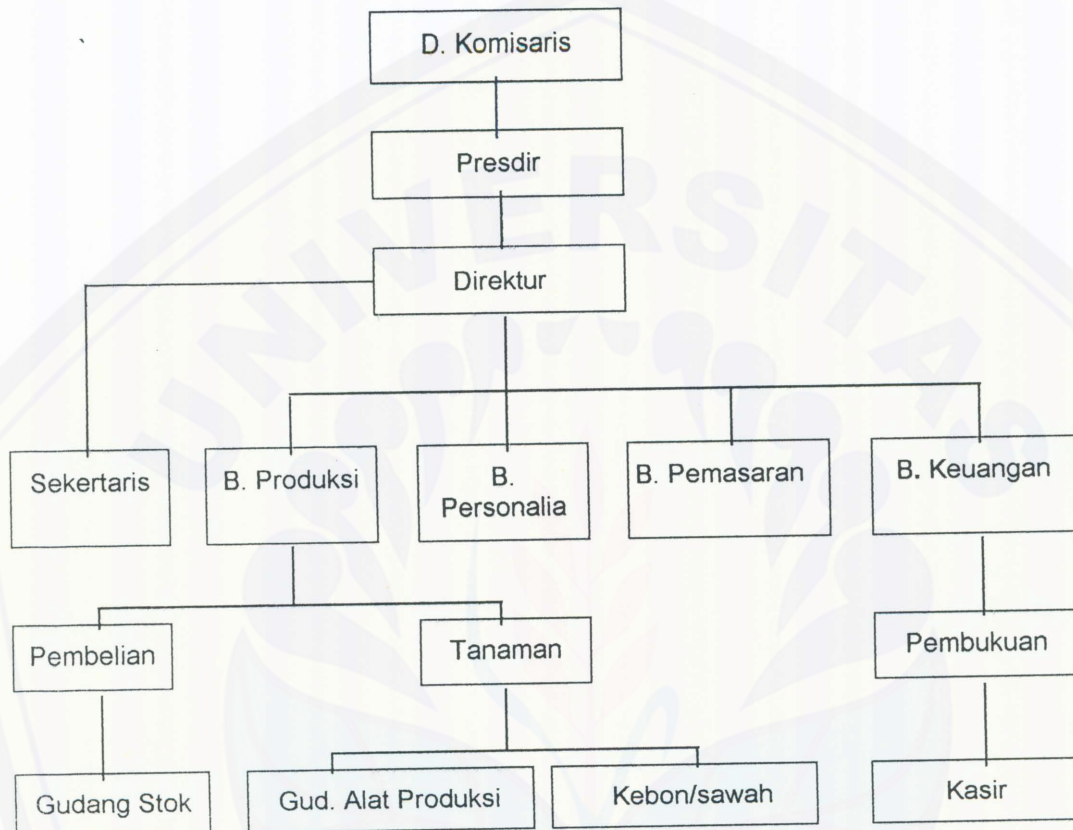 D. Komisaris
Presdir
Direktur
UNIVERSITAS
Sekertaris
B. Produksi
B.
Personalia
B. Pemasaran
B. Keuangan
Pembelian
Tanaman
Pembukuan
Gudang Stok
Gud. Alat Produksi
Kebon/sawah
Kasir